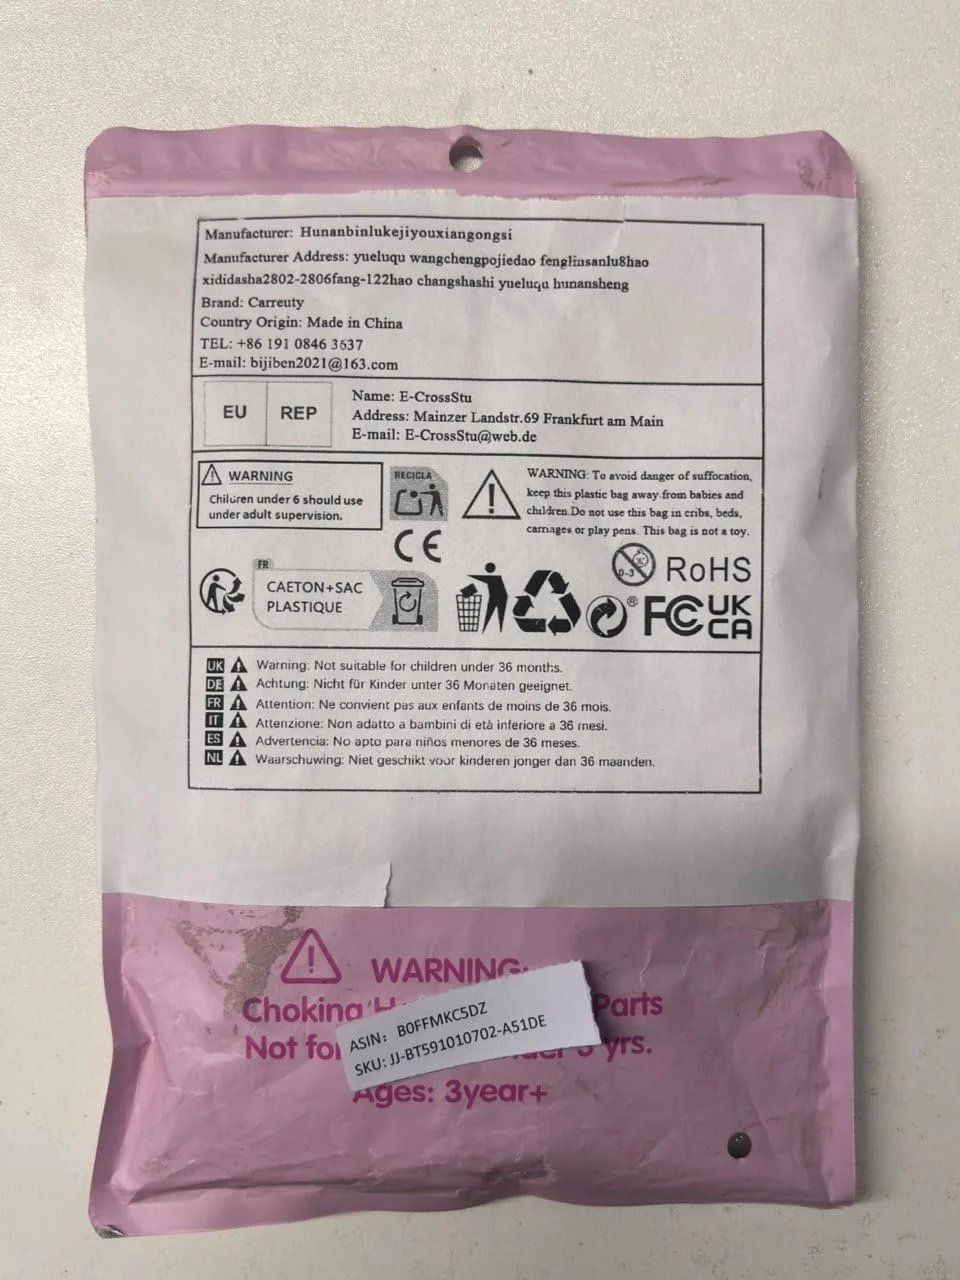 Manufacturer: Hunanbinlukejiyouxiangongsi
Manufacturer Address: yueluqu wangchengpojiedao fenglinsanlu8hao
xididasha2802-2806fang-122hao changshashi yueluqu hunansheng
Brand: Carreuty
Country Origin: Made in China
TEL: +86 191 0846 3637
E-mail: bijiben2021@163.com
EU REP
Name: E-CrossStu
Address: Mainzer Landstr.69 Frankfurt am Main
E-mail: E-CrossStu@web.de
WARNING
Children under 6 should use
under adult supervision.
RECICLA
WARNING: To avoid danger of suffocation,
keep this plastic bag away from babies and
children.Do not use this bag in cribs, beds,
carriages or play pens. This bag is not a toy.
CE
0-3
RoHS
FR
CAETON+SAC
PLASTIQUE
®
FC
UK
CA
UK Warning: Not suitable for children under 36 months.
DE Achtung: Nicht für Kinder unter 36 Monaten geeignet.
FR Attention: Ne convient pas aux enfants de moins de 36 mois.
IT Attenzione: Non adatto a bambini di età inferiore a 36 mesi.
ES Advertencia: No apto para niños menores de 36 meses.
NL Waarschuwing: Niet geschikt voor kinderen jonger dan 36 maanden.
WARNING:
Choking Parts
Not for 3 yrs.
Ages: 3year+
ASIN: B0FFMKC5DZ
SKU: JJ-BT591010702-A51DE